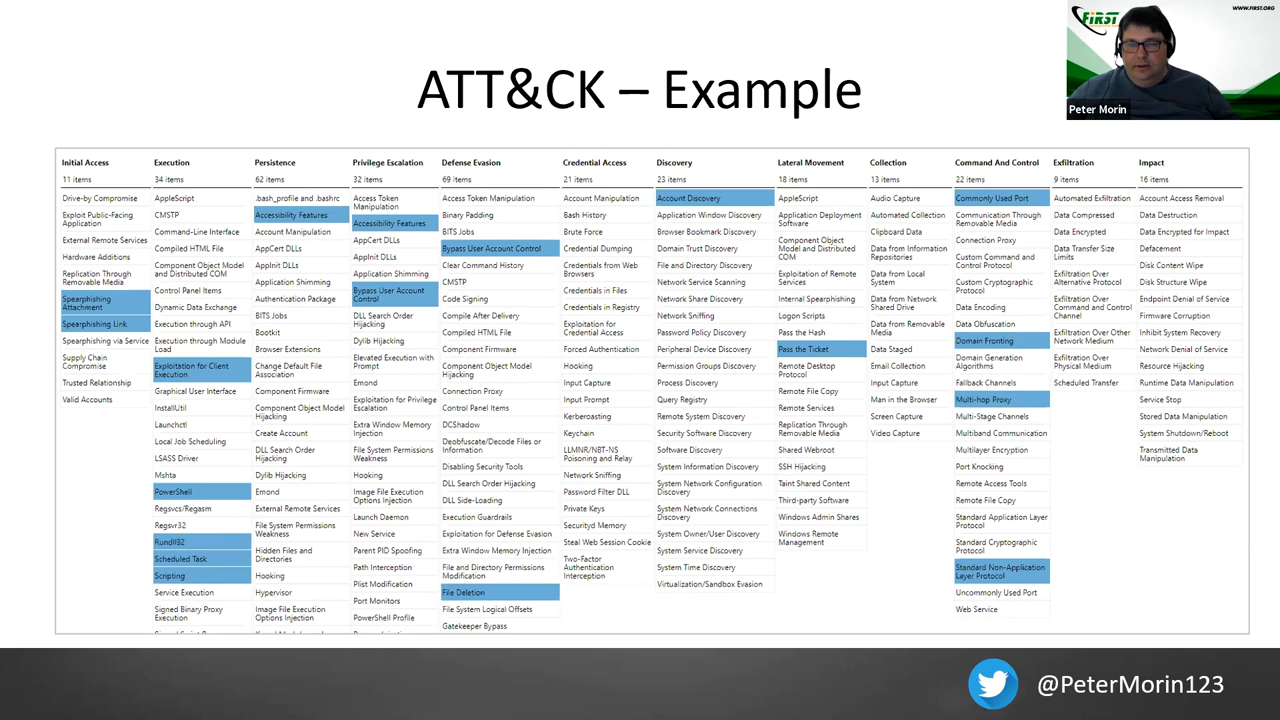 FIRST
WWW.FIRST.ORG
Peter Morin
ATT&CK – Example
Initial Access
11 items
Drive-by Compromise
Exploit Public-Facing
Application
External Remote Services
Hardware Additions
Replication Through
Removable Media
Spearphishing
Attachment
Spearphishing Link
Spearphishing via Service
Supply Chain
Compromise
Trusted Relationship
Valid Accounts
Execution
34 items
AppleScript
CMSTP
Command-Line Interface
Compiled HTML File
Component Object Model
and Distributed COM
Control Panel Items
Dynamic Data Exchange
Execution through API
Execution through Module
Load
Exploitation for Client
Execution
Graphical User Interface
InstallUtil
Launchctl
Local Job Scheduling
LSASS Driver
Mshta
PowerShell
Regsvcs/Regasm
Regsvr32
Rundll32
Scheduled Task
Scripting
Service Execution
Signed Binary Proxy
Execution
Persistence
62 items
.bash_profile and .bashrc
Accessibility Features
Account Manipulation
AppCert DLLs
AppInit DLLs
Application Shimming
Authentication Package
BITS Jobs
Bootkit
Browser Extensions
Change Default File
Association
Component Firmware
Component Object Model
Hijacking
Create Account
DLL Search Order
Hijacking
Dylib Hijacking
Emond
External Remote Services
File System Permissions
Weakness
Hidden Files and
Directories
Hooking
Hypervisor
Image File Execution
Options Injection
Privilege Escalation
32 items
Access Token
Manipulation
Accessibility Features
AppCert DLLs
AppInit DLLs
Application Shimming
Bypass User Account
Control
DLL Search Order
Hijacking
Dylib Hijacking
Elevated Execution with
Prompt
Emond
Exploitation for Privilege
Escalation
Extra Window Memory
Injection
File System Permissions
Weakness
Hooking
Image File Execution
Options Injection
Launch Daemon
New Service
Parent PID Spoofing
Path Interception
Plist Modification
Port Monitors
PowerShell Profile
Defense Evasion
69 items
Access Token Manipulation
Binary Padding
BITS Jobs
Bypass User Account Control
Clear Command History
CMSTP
Code Signing
Compile After Delivery
Compiled HTML File
Component Firmware
Component Object Model
Hijacking
Connection Proxy
Control Panel Items
DCShadow
Deobfuscate/Decode Files or
Information
Disabling Security Tools
DLL Search Order Hijacking
DLL Side-Loading
Execution Guardrails
Exploitation for Defense Evasion
Extra Window Memory Injection
File and Directory Permissions
Modification
File Deletion
File System Logical Offsets
Gatekeeper Bypass
Credential Access
21 items
Account Manipulation
Bash History
Brute Force
Credential Dumping
Credentials from Web
Browsers
Credentials in Files
Credentials in Registry
Exploitation for
Credential Access
Forced Authentication
Hooking
Input Capture
Input Prompt
Kerberoasting
Keychain
LLMNR/NBT-NS
Poisoning and Relay
Network Sniffing
Password Filter DLL
Private Keys
Securityd Memory
Steal Web Session Cookie
Two-Factor
Authentication
Interception
Discovery
23 items
Account Discovery
Application Window Discovery
Browser Bookmark Discovery
Domain Trust Discovery
File and Directory Discovery
Network Service Scanning
Network Share Discovery
Network Sniffing
Password Policy Discovery
Peripheral Device Discovery
Permission Groups Discovery
Process Discovery
Query Registry
Remote System Discovery
Security Software Discovery
Software Discovery
System Information Discovery
System Network Configuration
Discovery
System Network Connections
Discovery
System Owner/User Discovery
System Service Discovery
System Time Discovery
Virtualization/Sandbox Evasion
Lateral Movement
18 items
AppleScript
Application Deployment
Software
Component Object
Model and Distributed
COM
Exploitation of Remote
Services
Internal Spearphishing
Logon Scripts
Pass the Hash
Pass the Ticket
Remote Desktop
Protocol
Remote File Copy
Remote Services
Replication Through
Removable Media
Shared Webroot
SSH Hijacking
Taint Shared Content
Third-party Software
Windows Admin Shares
Windows Remote
Management
Collection
13 items
Audio Capture
Automated Collection
Clipboard Data
Data from Information
Repositories
Data from Local
System
Data from Network
Shared Drive
Data from Removable
Media
Data Staged
Email Collection
Input Capture
Man in the Browser
Screen Capture
Video Capture
Command And Control
22 items
Commonly Used Port
Communication Through
Removable Media
Connection Proxy
Custom Command and
Control Protocol
Custom Cryptographic
Protocol
Data Encoding
Data Obfuscation
Domain Fronting
Domain Generation
Algorithms
Fallback Channels
Multi-hop Proxy
Multi-Stage Channels
Multiband Communication
Multilayer Encryption
Port Knocking
Remote Access Tools
Remote File Copy
Standard Application Layer
Protocol
Standard Cryptographic
Protocol
Standard Non-Application
Layer Protocol
Uncommonly Used Port
Web Service
Exfiltration
9 items
Automated Exfiltration
Data Compressed
Data Encrypted
Data Transfer Size
Limits
Exfiltration Over
Alternative Protocol
Exfiltration Over
Command and Control
Channel
Exfiltration Over Other
Network Medium
Exfiltration Over
Physical Medium
Scheduled Transfer
Impact
16 items
Account Access Removal
Data Destruction
Data Encrypted for Impact
Defacement
Disk Content Wipe
Disk Structure Wipe
Endpoint Denial of Service
Firmware Corruption
Inhibit System Recovery
Network Denial of Service
Resource Hijacking
Runtime Data Manipulation
Service Stop
Stored Data Manipulation
System Shutdown/Reboot
Transmitted Data
Manipulation
@PeterMorin123